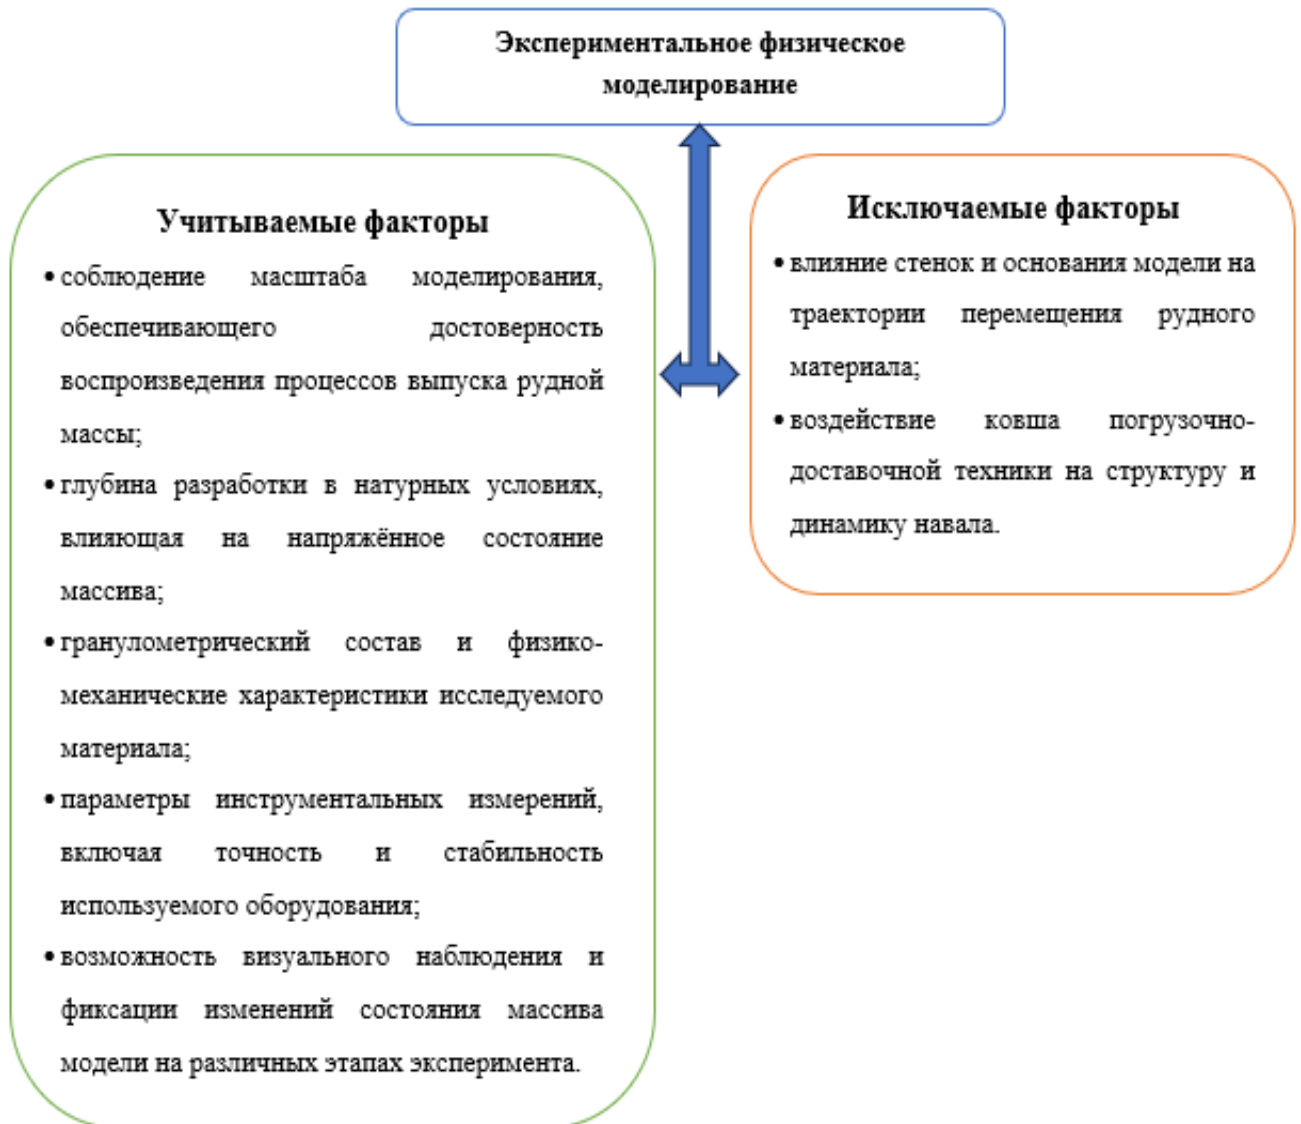 Экспериментальное физическое
моделирование
Учитываемые факторы
• соблюдение масштаба моделирования,
обеспечивающего достоверность
воспроизведения процессов выпуска рудной
массы;
• глубина разработки в натурных условиях,
влияющая на напряжённое состояние
массива;
• гранулометрический состав и физико-
механические характеристики исследуемого
материала;
• параметры инструментальных измерений,
включая точность и стабильность
используемого оборудования;
• возможность визуального наблюдения и
фиксации изменений состояния массива
модели на различных этапах эксперимента.
Исключаемые факторы
• влияние стенок и основания модели на
траектории перемещения рудного
материала;
• воздействие ковша погрузочно-
доставочной техники на структуру и
динамику навала.